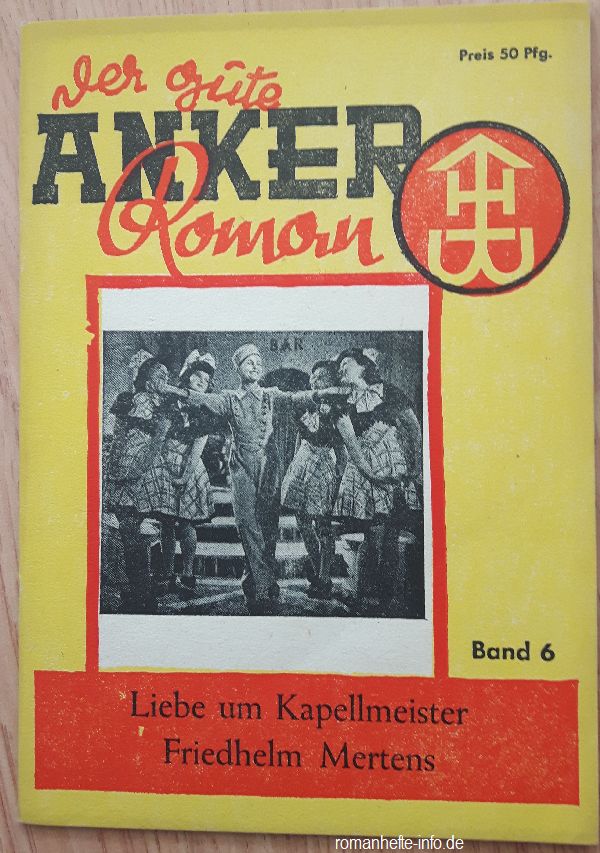 Preis 50 Pfg.
Der gute
ANKER
Roman
BAR
Band 6
Liebe um Kapellmeister
Friedhelm Mertens
romanhefte-info.de